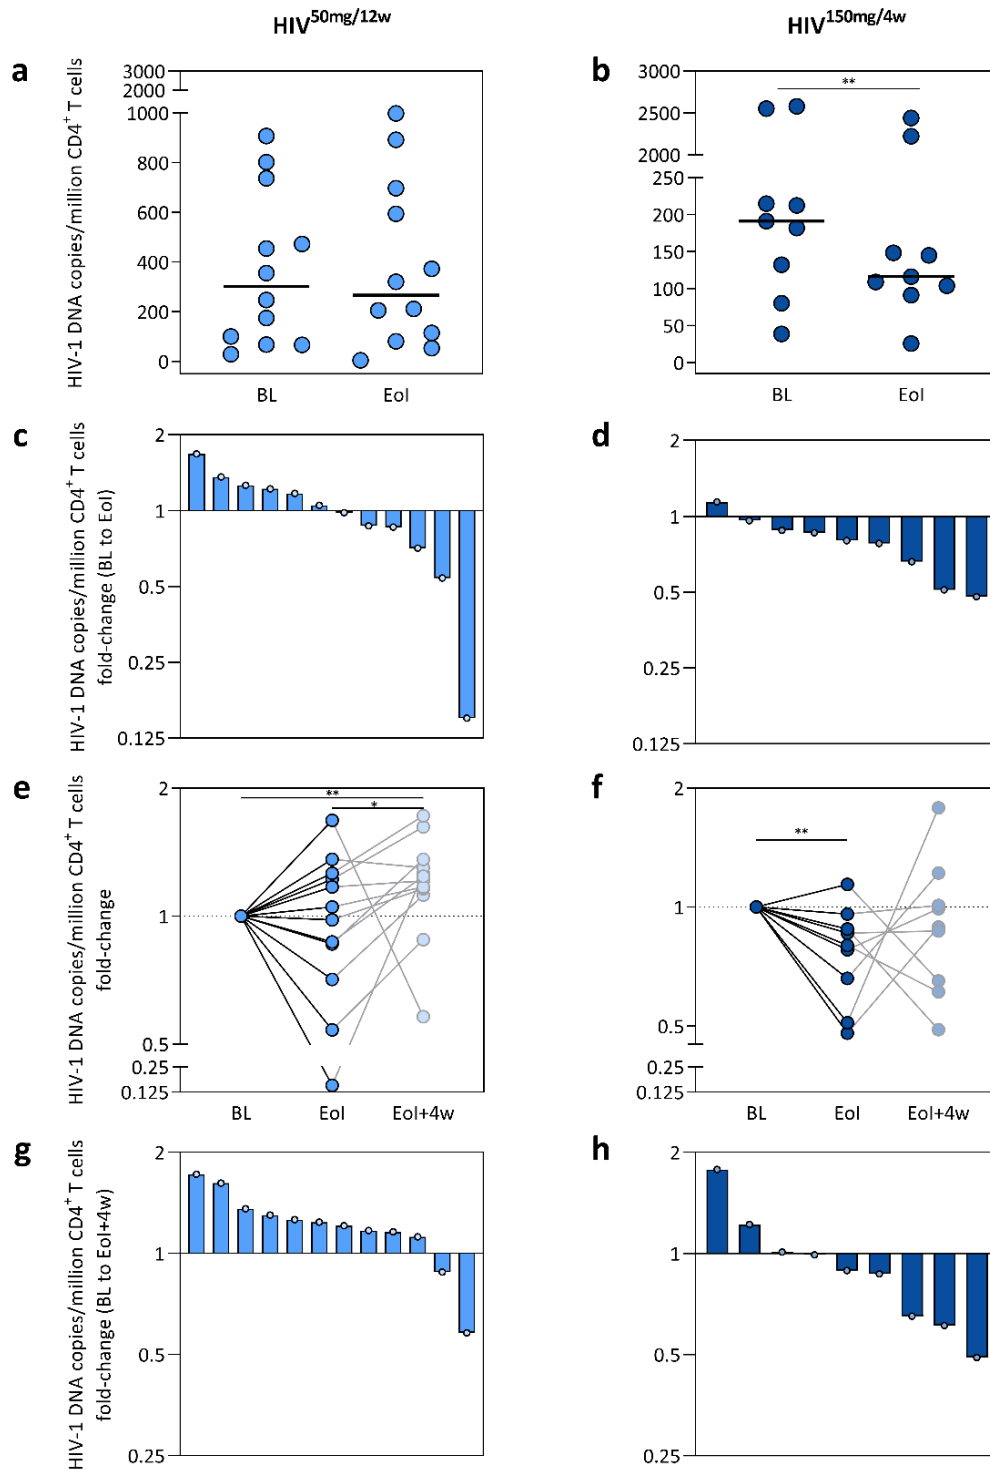 HIV50mg/12w
HIV150mg/4w
a
HIV-1 DNA copies/million CD4+ T cells
3000
2000
1000
800
600
400
200
0
BL
EoI
b
3000
2500
2000
250
200
150
100
50
0
**
BL
EoI
c
HIV-1 DNA copies/million CD4+ T cells
fold-change (BL to EoI)
2
1
0.5
0.25
0.125
d
2
1
0.5
0.25
0.125
e
HIV-1 DNA copies/million CD4+ T cells
fold-change
2
1
0.5
0.25
0.125
**
*
BL
EoI
EoI+4w
f
2
1
0.5
0.25
0.125
**
BL
EoI
EoI+4w
g
HIV-1 DNA copies/million CD4+ T cells
fold-change (BL to EoI+4w)
2
1
0.5
0.25
h
2
1
0.5
0.25